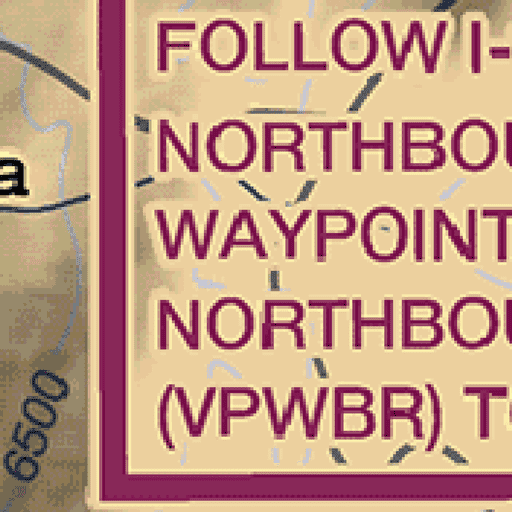 FOLLOW I-
NORTHBOU
a
WAYPOINT
NORTHBOU
(VPWBR) T
6500